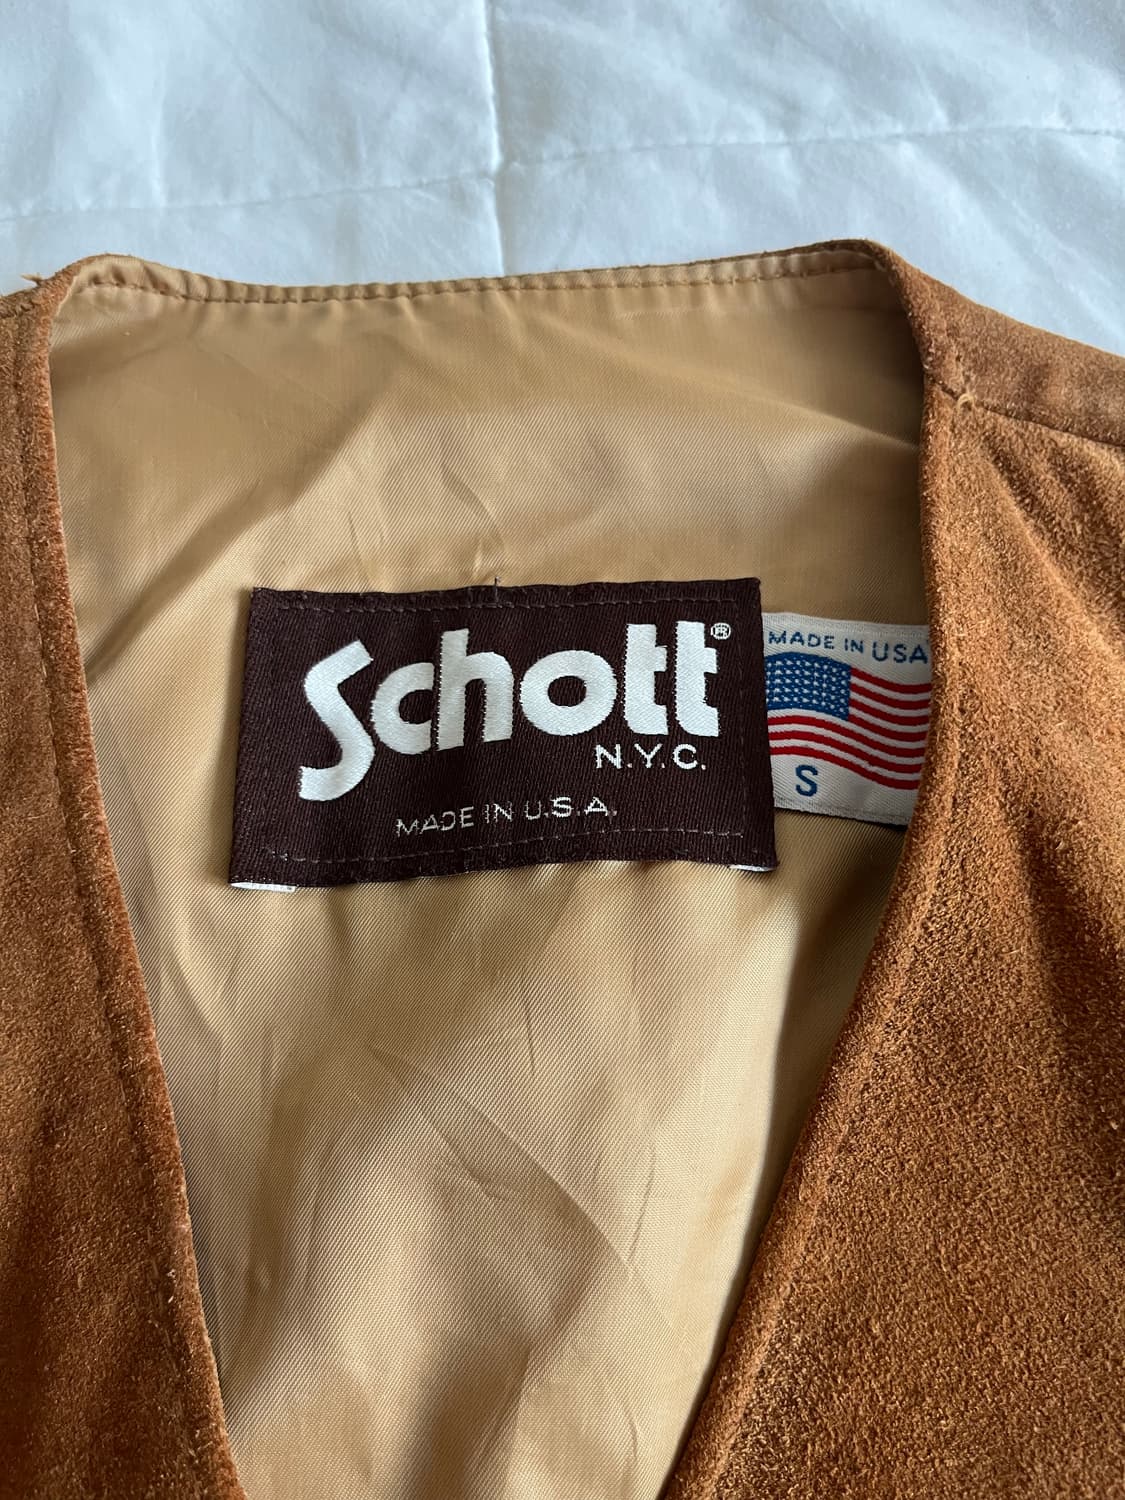 Schott®
N.Y.C.
MADE IN U.S.A.
MADE IN USA
S